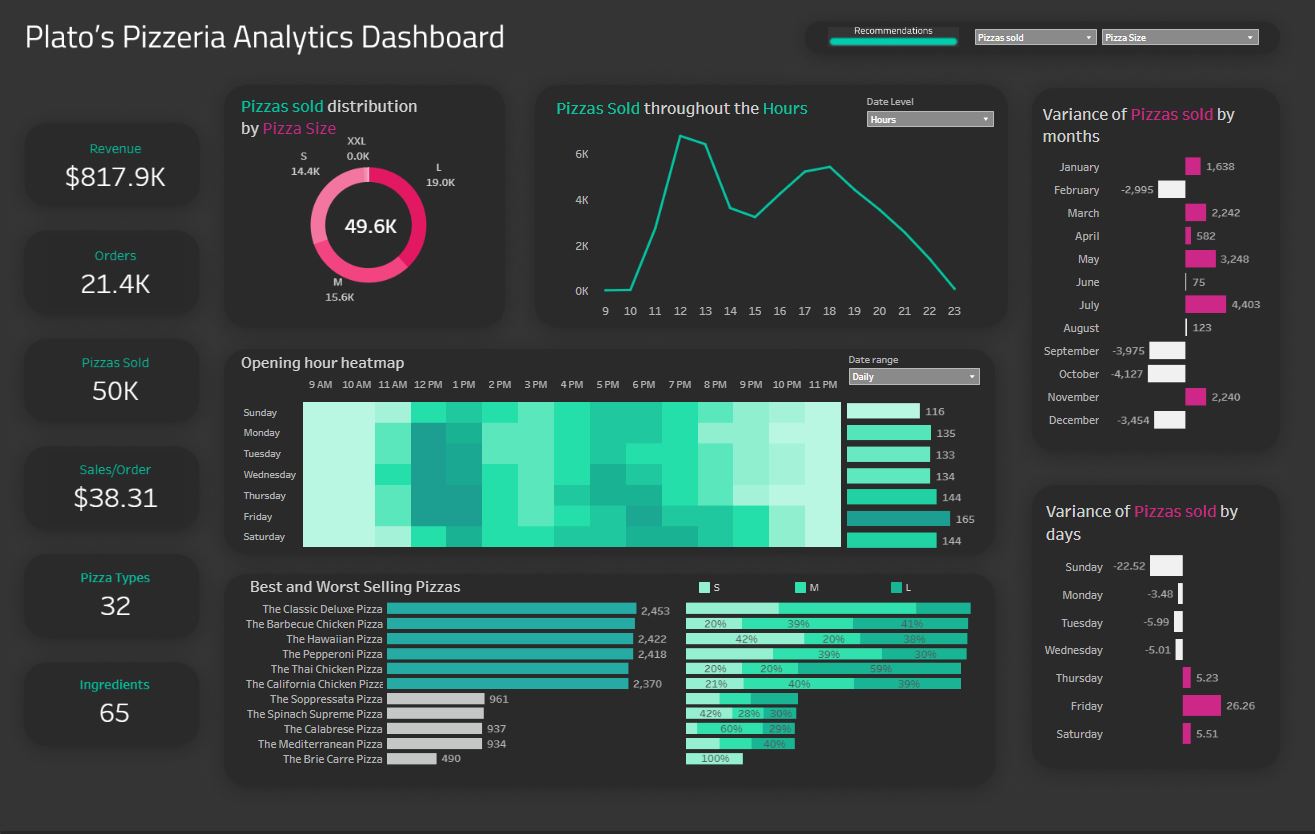 Plato's Pizzeria Analytics Dashboard
Recommendations
Pizzas sold
Pizza Size
Revenue
$817.9K
Orders
21.4K
Pizzas Sold
50K
Sales/Order
$38.31
Pizza Types
32
Ingredients
65
Pizzas sold distribution
by Pizza Size
XXL
0.0K
S
14.4K
L
19.0K
49.6K
M
15.6K
Pizzas Sold throughout the Hours
Date Level
Hours
6K
4K
2K
0K
9 10 11 12 13 14 15 16 17 18 19 20 21 22 23
Variance of Pizzas sold by
months
January 1,638
February -2,995
March 2,242
April 582
May 3,248
June 75
July 4,403
August 123
September -3,975
October -4,127
November 2,240
December -3,454
Opening hour heatmap
Date range
Daily
9 AM 10 AM 11 AM 12 PM 1 PM 2 PM 3 PM 4 PM 5 PM 6 PM 7 PM 8 PM 9 PM 10 PM 11 PM
Sunday 116
Monday 135
Tuesday 133
Wednesday 134
Thursday 144
Friday 165
Saturday 144
Best and Worst Selling Pizzas
S M L
The Classic Deluxe Pizza 2,453
The Barbecue Chicken Pizza 20% 39% 41%
The Hawaiian Pizza 2,422 42% 20% 38%
The Pepperoni Pizza 2,418 39% 30%
The Thai Chicken Pizza 20% 20% 59%
The California Chicken Pizza 2,370 21% 40% 39%
The Soppressata Pizza 961
The Spinach Supreme Pizza 42% 28% 30%
The Calabrese Pizza 937 60% 29%
The Mediterranean Pizza 934 40%
The Brie Carre Pizza 490 100%
Variance of Pizzas sold by
days
Sunday -22.52
Monday -3.48
Tuesday -5.99
Wednesday -5.01
Thursday 5.23
Friday 26.26
Saturday 5.51